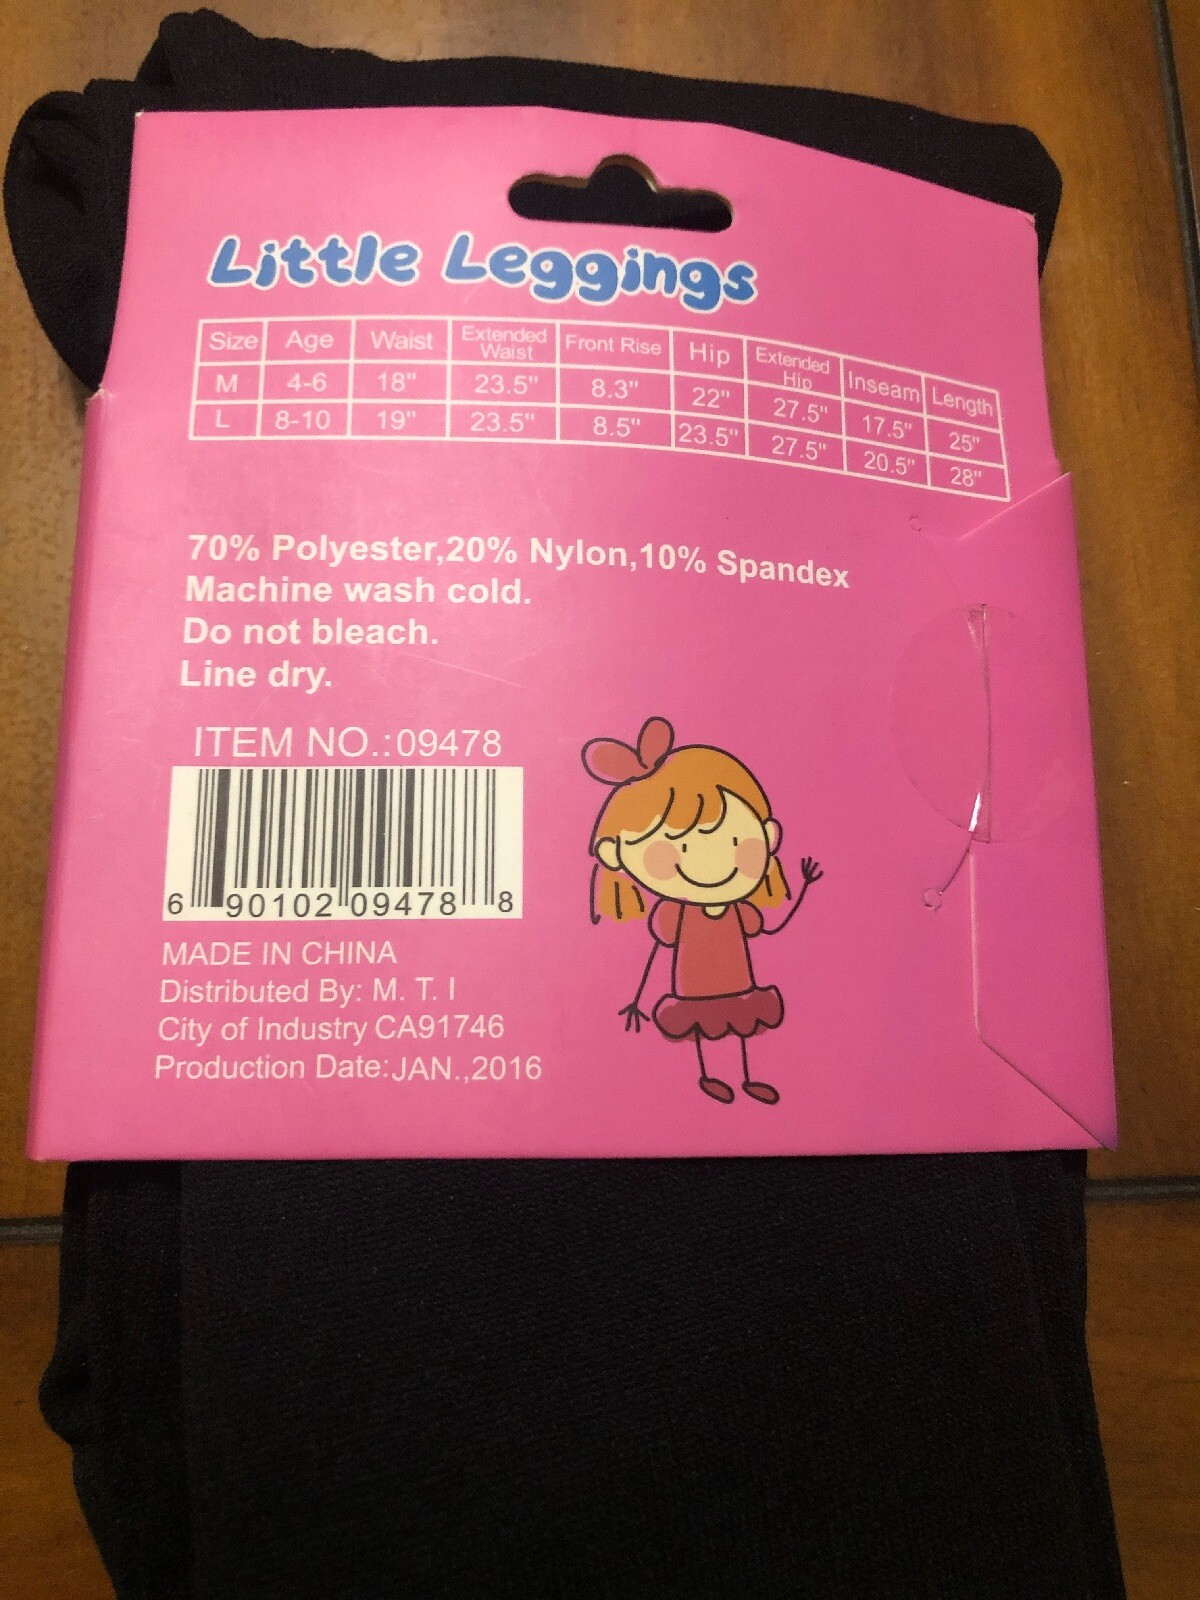 Little Leggings
Size Age Waist Extended Waist Front Rise Hip Extended Hip Inseam Length
M 4-6 18" 23.5" 8.3" 22" 27.5" 17.5" 25"
L 8-10 19" 23.5" 8.5" 23.5" 27.5" 20.5" 28"
70% Polyester,20% Nylon,10% Spandex
Machine wash cold.
Do not bleach.
Line dry.
ITEM NO.:09478
6 90102 09478 8
MADE IN CHINA
Distributed By: M. T. I
City of Industry CA91746
Production Date:JAN.,2016